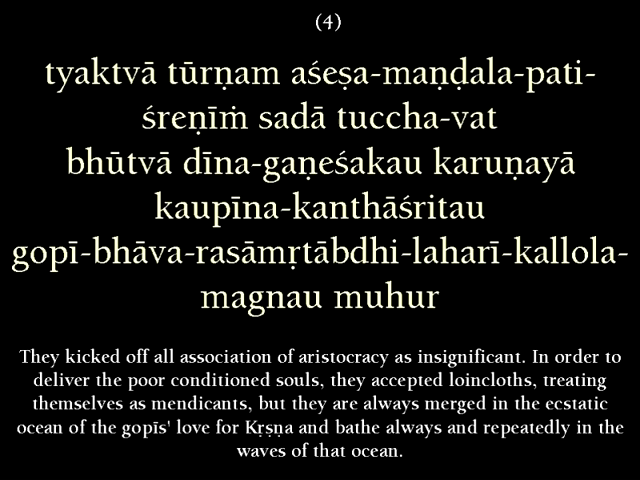 (4)
tyaktvā tūrṇam aśeṣa-maṇḍala-pati-
śreṇīṁ sadā tuccha-vat
bhūtvā dīna-gaṇeśakau karuṇayā
kaupīna-kanthāśritau
gopī-bhāva-rasāmṛtābdhi-laharī-kallola-
magnau muhur
They kicked off all association of aristocracy as insignificant. In order to
deliver the poor conditioned souls, they accepted loincloths, treating
themselves as mendicants, but they are always merged in the ecstatic
ocean of the gopīs' love for Kṛṣṇa and bathe always and repeatedly in the
waves of that ocean.